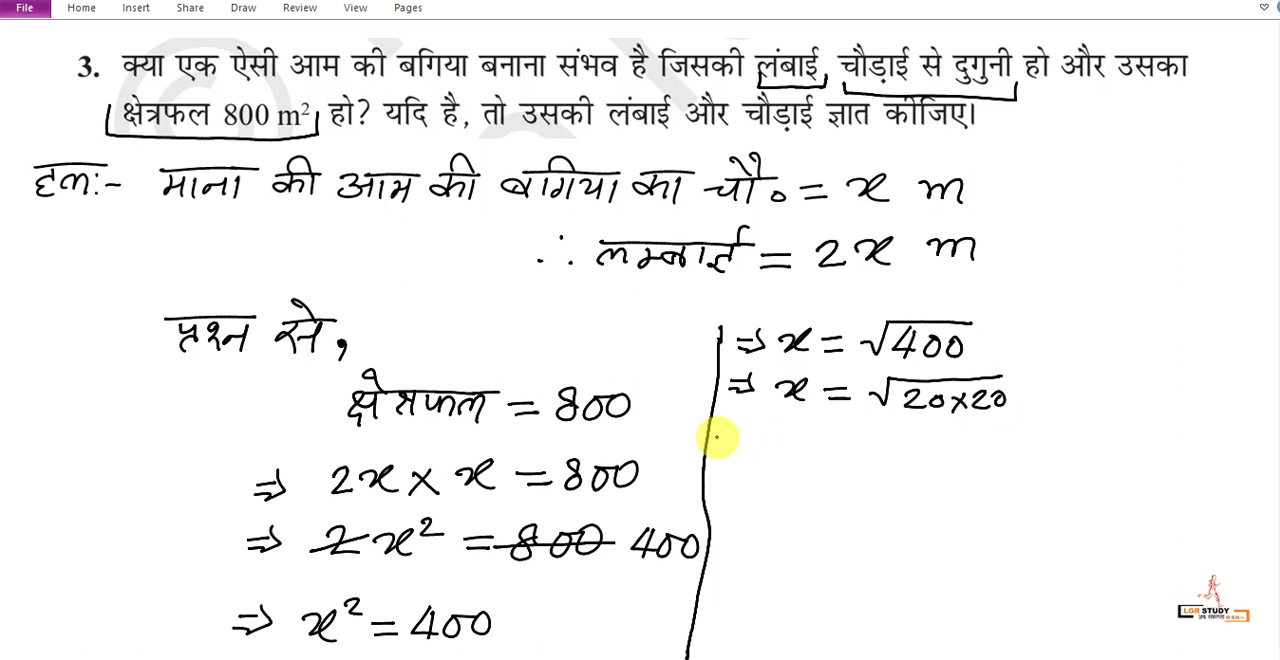 File Home Insert Share Draw Review View Pages
3. क्या एक ऐसी आम की बगिया बनाना संभव है जिसकी लंबाई, चौड़ाई से दुगुनी हो और उसका
क्षेत्रफल 800 m² हो? यदि है, तो उसकी लंबाई और चौड़ाई ज्ञात कीजिए।
हल:- माना की आम की बगिया का चौ० = x m
∴ लम्बाई = 2x m
प्रश्न से,
क्षेत्रफल = 800
⇒ 2x × x = 800
⇒ 2x² = 800 400
⇒ x² = 400
⇒ x = √400
⇒ x = √20×20
LGR STUDY